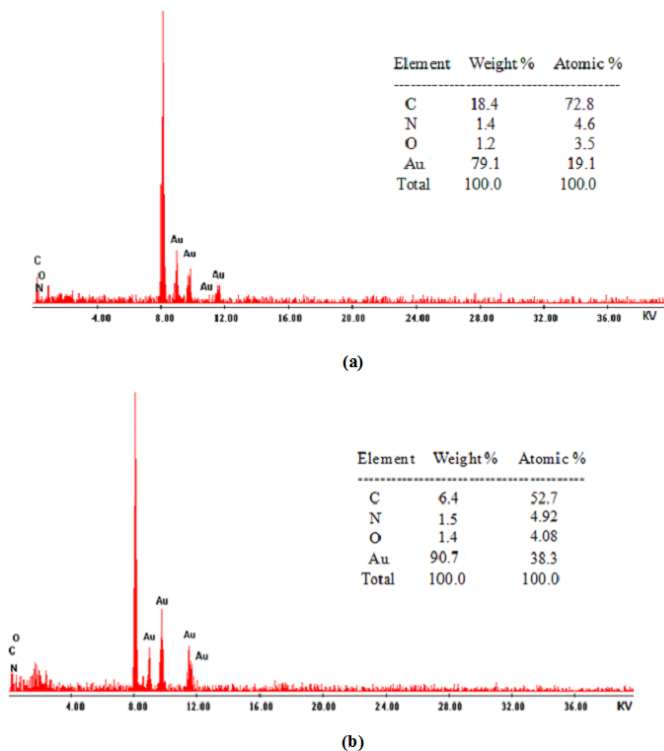 Element Weight % Atomic %
C 18.4 72.8
N 1.4 4.6
O 1.2 3.5
Au 79.1 19.1
Total 100.0 100.0
Au
Au
C
O
Au
Au
N
4.00 8.00 12.00 16.00 20.00 24.00 28.00 32.00 36.00 KV
(a)
Element Weight% Atomic %
C 6.4 52.7
N 1.5 4.92
O 1.4 4.08
Au 90.7 38.3
Total 100.0 100.0
Au
O
Au
Au
C
Au
N
4.00 8.00 12.00 16.00 20.00 24.00 28.00 32.00 36.00 KV
(b)